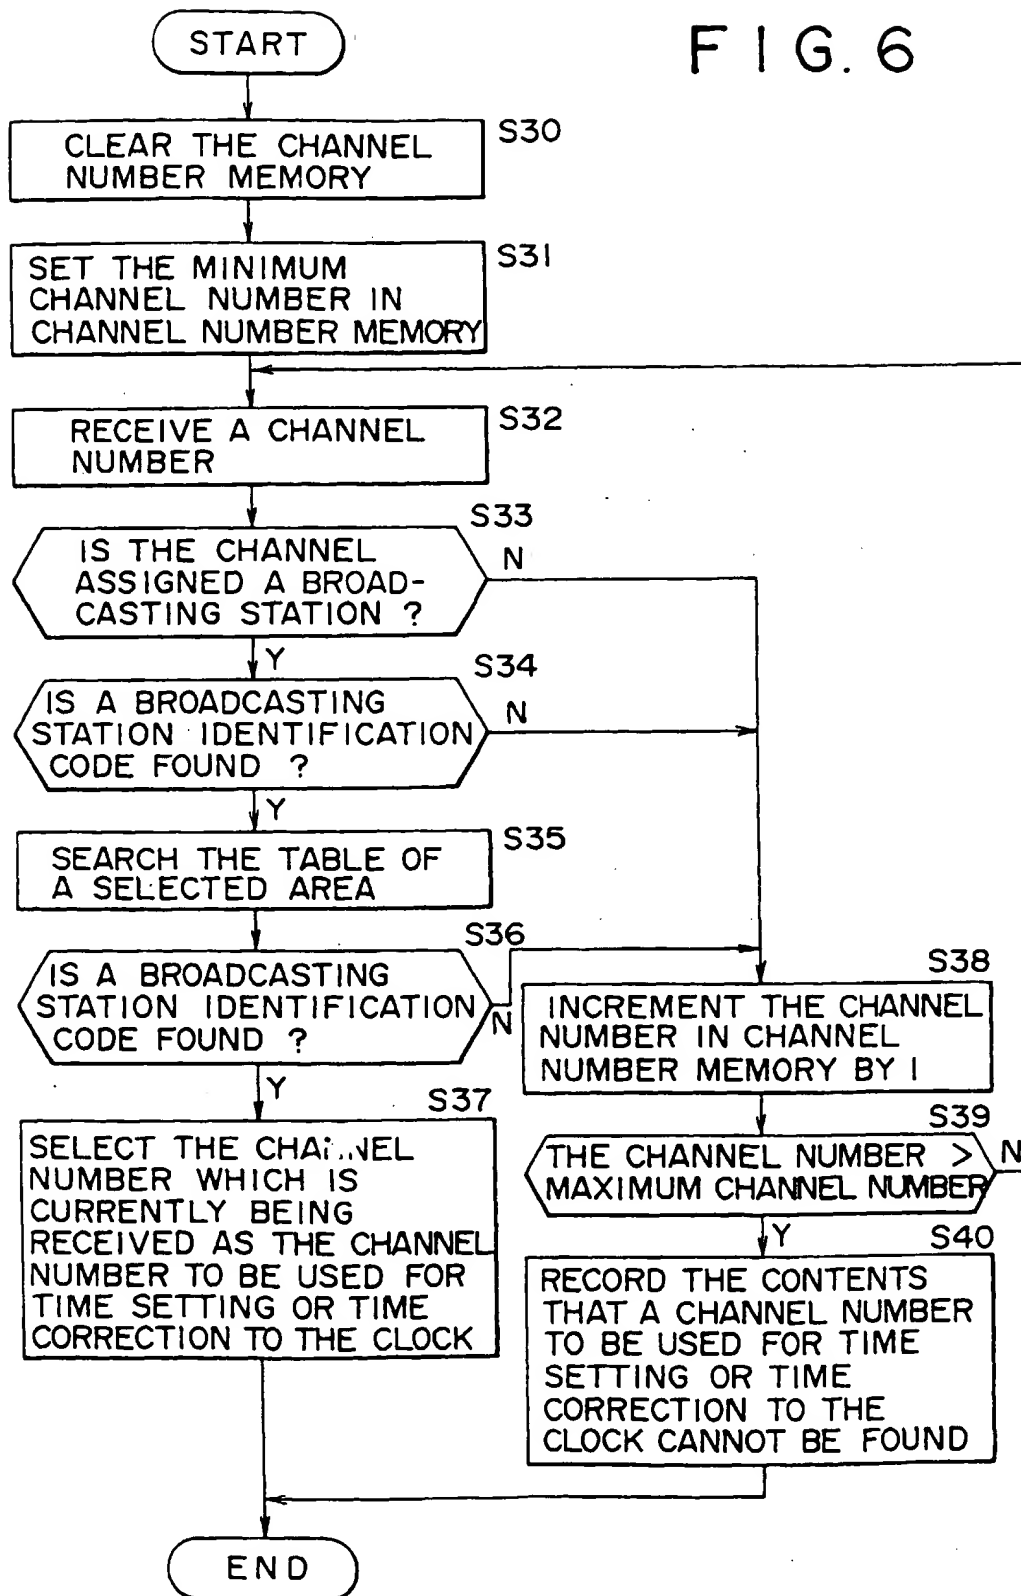 START
FIG. 6
S30
CLEAR THE CHANNEL
NUMBER MEMORY
S31
SET THE MINIMUM
CHANNEL NUMBER IN
CHANNEL NUMBER MEMORY
S32
RECEIVE A CHANNEL
NUMBER
S33
IS THE CHANNEL
ASSIGNED A BROAD-
CASTING STATION ?
N
Y
S34
IS A BROADCASTING
STATION IDENTIFICATION
CODE FOUND ?
N
Y
S35
SEARCH THE TABLE OF
A SELECTED AREA
S36
IS A BROADCASTING
STATION IDENTIFICATION
CODE FOUND ?
N
Y
S37
SELECT THE CHANNEL
NUMBER WHICH IS
CURRENTLY BEING
RECEIVED AS THE CHANNEL
NUMBER TO BE USED FOR
TIME SETTING OR TIME
CORRECTION TO THE CLOCK
S38
INCREMENT THE CHANNEL
NUMBER IN CHANNEL
NUMBER MEMORY BY 1
S39
THE CHANNEL NUMBER >
MAXIMUM CHANNEL NUMBER
N
Y
S40
RECORD THE CONTENTS
THAT A CHANNEL NUMBER
TO BE USED FOR TIME
SETTING OR TIME
CORRECTION TO THE
CLOCK CANNOT BE FOUND
END